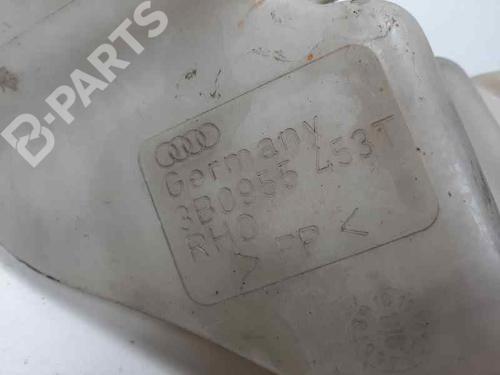 B-PARTS
Germany
3B0955 453T
RHO
> PP <